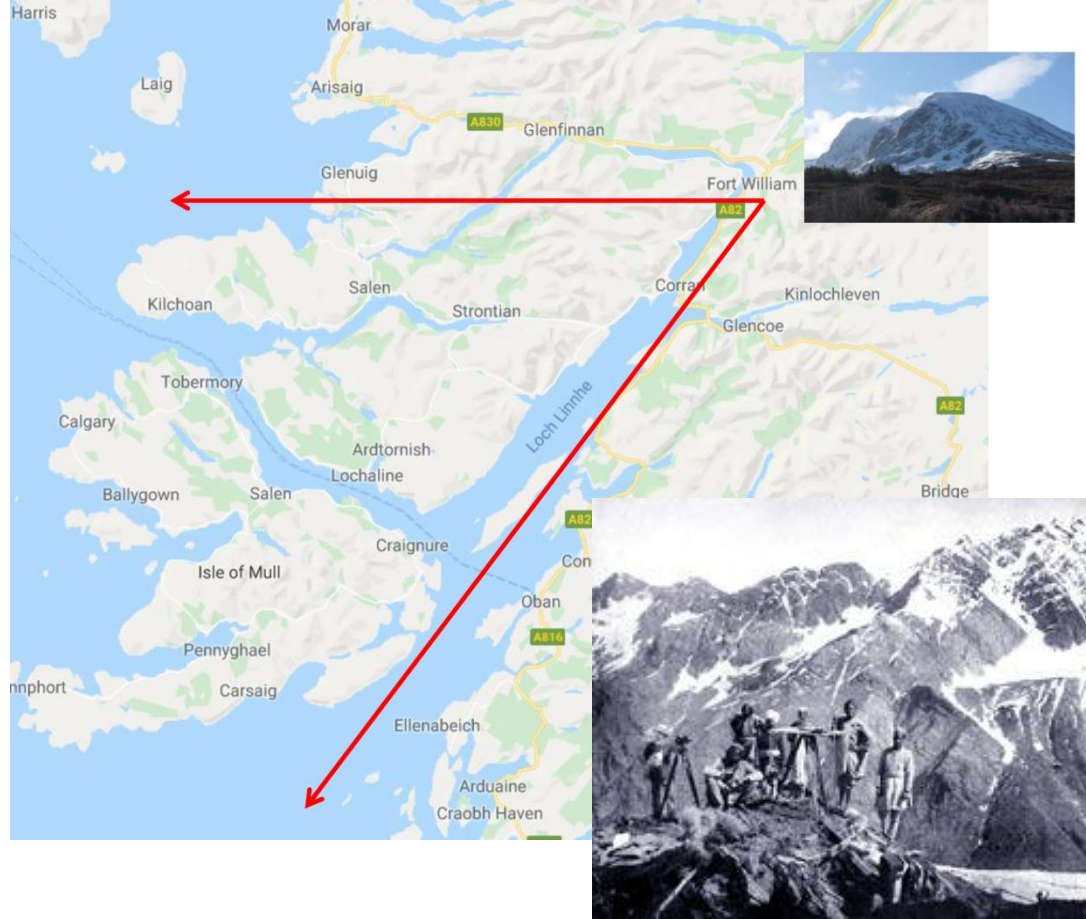 Harris
Morar
Laig
Arisaig
A830
Glenfinnan
Glenuig
Fort William
A82
Salen
Corran
Kinlochleven
Kilchoan
Strontian
Glencoe
Tobermory
Loch Linnhe
A82
Calgary
Ardtornish
Lochaline
Ballygown
Salen
Bridge
A82
Craignure
Con
Isle of Mull
Oban
A816
Pennyghael
nnphort
Carsaig
Ellenabeich
Arduaine
Craobh Haven